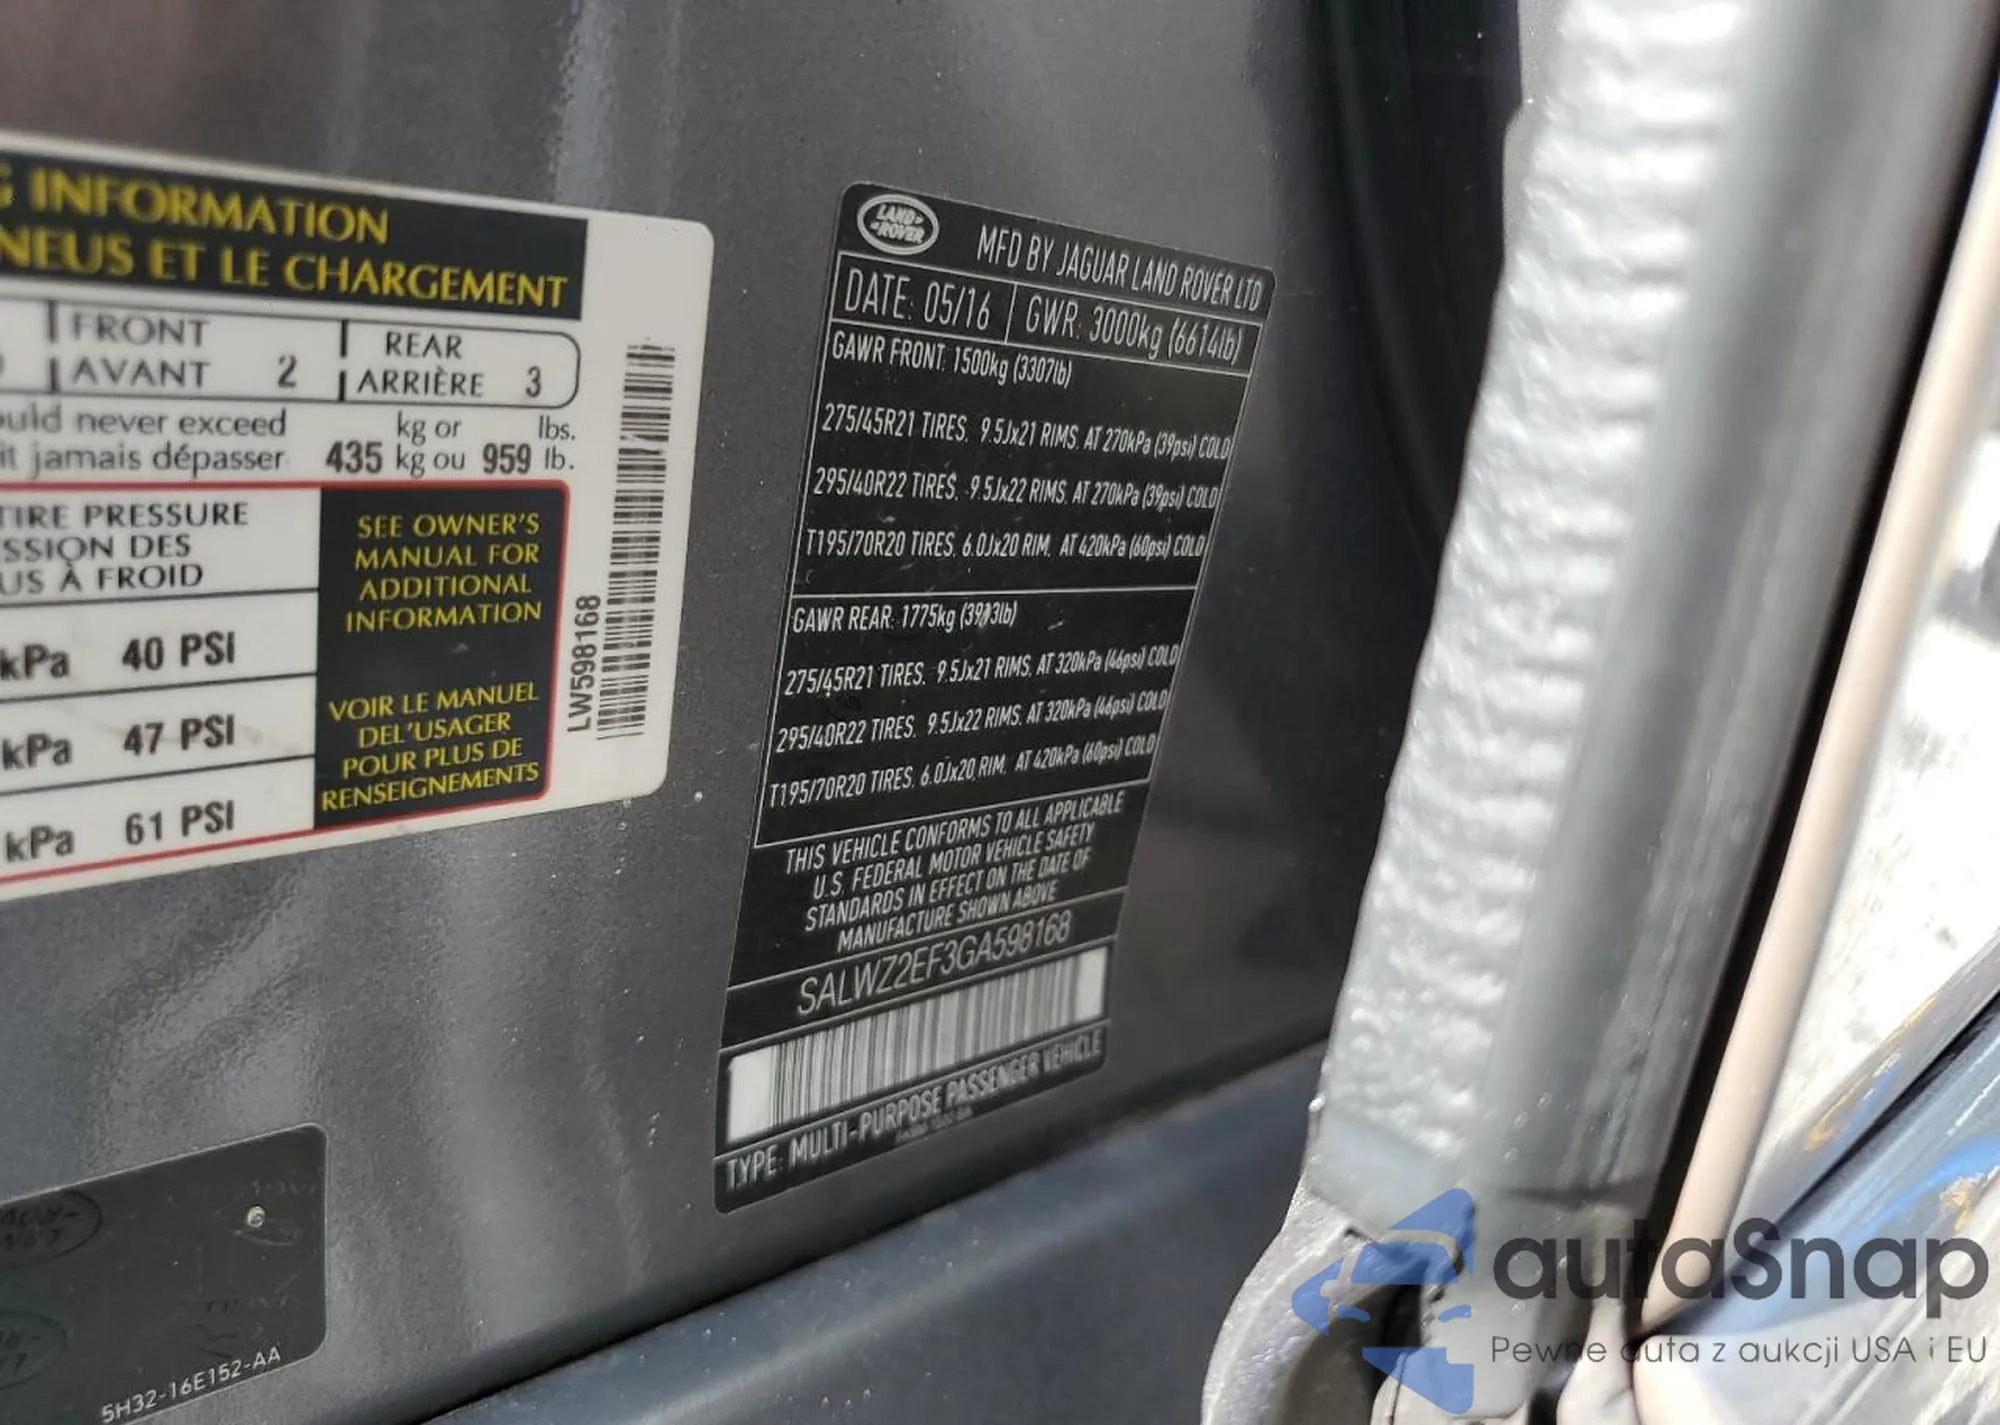 G INFORMATION
NEUS ET LE CHARGEMENT
FRONT
AVANT 2
REAR
ARRIÈRE 3
ould never exceed kg or lbs.
it jamais dépasser 435 kg ou 959 lb.
TIRE PRESSURE
SSION DES
US À FROID
kPa 40 PSI
kPa 47 PSI
kPa 61 PSI
SEE OWNER'S
MANUAL FOR
ADDITIONAL
INFORMATION
VOIR LE MANUEL
DEL'USAGER
POUR PLUS DE
RENSEIGNEMENTS
LW598168
LAND
ROVER
MFD BY JAGUAR LAND ROVER LTD
DATE: 05/16 GWR: 3000kg (6614lb)
GAWR FRONT: 1500kg (3307lb)
275/45R21 TIRES, 9.5Jx21 RIMS, AT 270kPa (39psi) COLD
295/40R22 TIRES, 9.5Jx22 RIMS, AT 270kPa (39psi) COLD
T195/70R20 TIRES, 6.0Jx20 RIM, AT 420kPa (60psi) COLD
GAWR REAR: 1775kg (3913lb)
275/45R21 TIRES, 9.5Jx21 RIMS, AT 320kPa (46psi) COLD
295/40R22 TIRES, 9.5Jx22 RIMS, AT 320kPa (46psi) COLD
T195/70R20 TIRES, 6.0Jx20 RIM, AT 420kPa (60psi) COLD
THIS VEHICLE CONFORMS TO ALL APPLICABLE
U.S. FEDERAL MOTOR VEHICLE SAFETY
STANDARDS IN EFFECT ON THE DATE OF
MANUFACTURE SHOWN ABOVE
SALWZ2EF3GA598168
TYPE: MULTI-PURPOSE PASSENGER VEHICLE
5H32-16E152-AA
autaSnap
Pewne auta z aukcji USA i EU